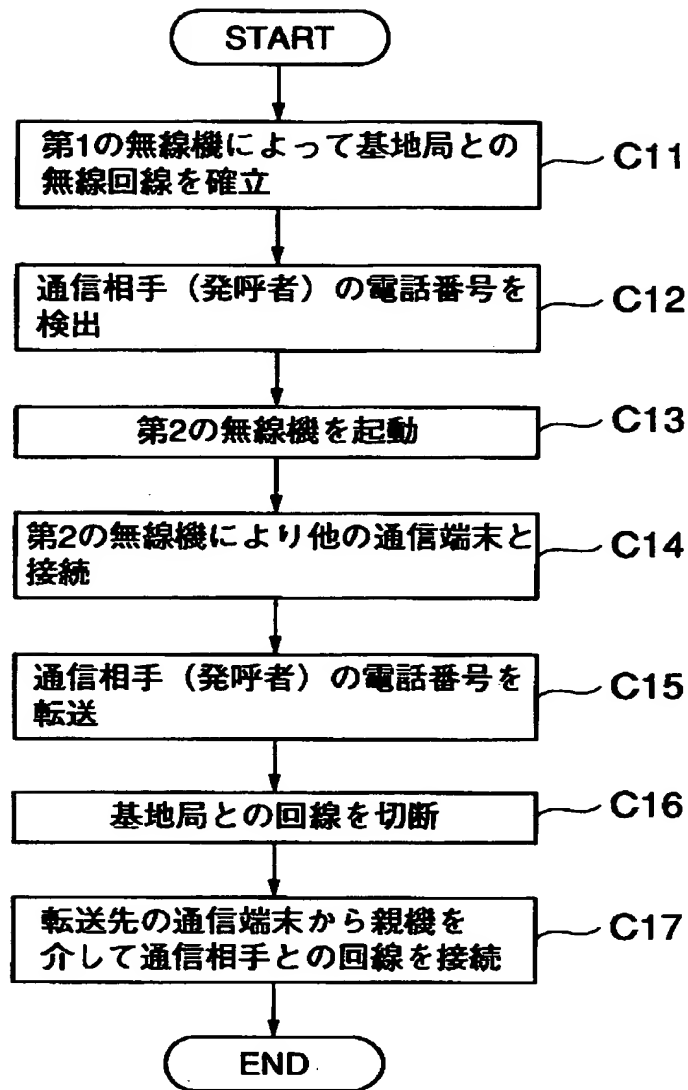 START
第1の無線機によって基地局との
無線回線を確立
C11
通信相手（発呼者）の電話番号を
検出
C12
第2の無線機を起動
C13
第2の無線機により他の通信端末と
接続
C14
通信相手（発呼者）の電話番号を
転送
C15
基地局との回線を切断
C16
転送先の通信端末から親機を
介して通信相手との回線を接続
C17
END